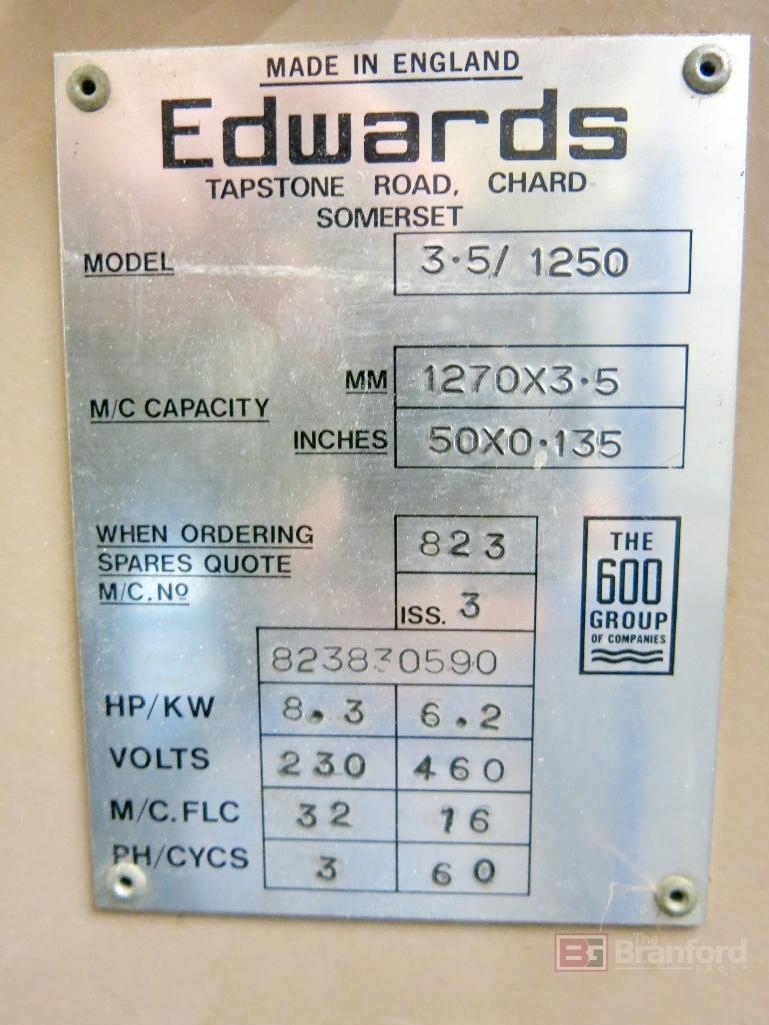 MADE IN ENGLAND
Edwards
TAPSTONE ROAD, CHARD
SOMERSET
MODEL 3·5/ 1250
MM 1270X3·5
M/C CAPACITY
INCHES 50X0·135
WHEN ORDERING
SPARES QUOTE
M/C.Nº
823
ISS. 3
823830590
THE
600
GROUP
OF COMPANIES
HP/KW 8.3 6.2
VOLTS 230 460
M/C.FLC 32 16
PH/CYCS 3 60
BG The
Branford
GROUP